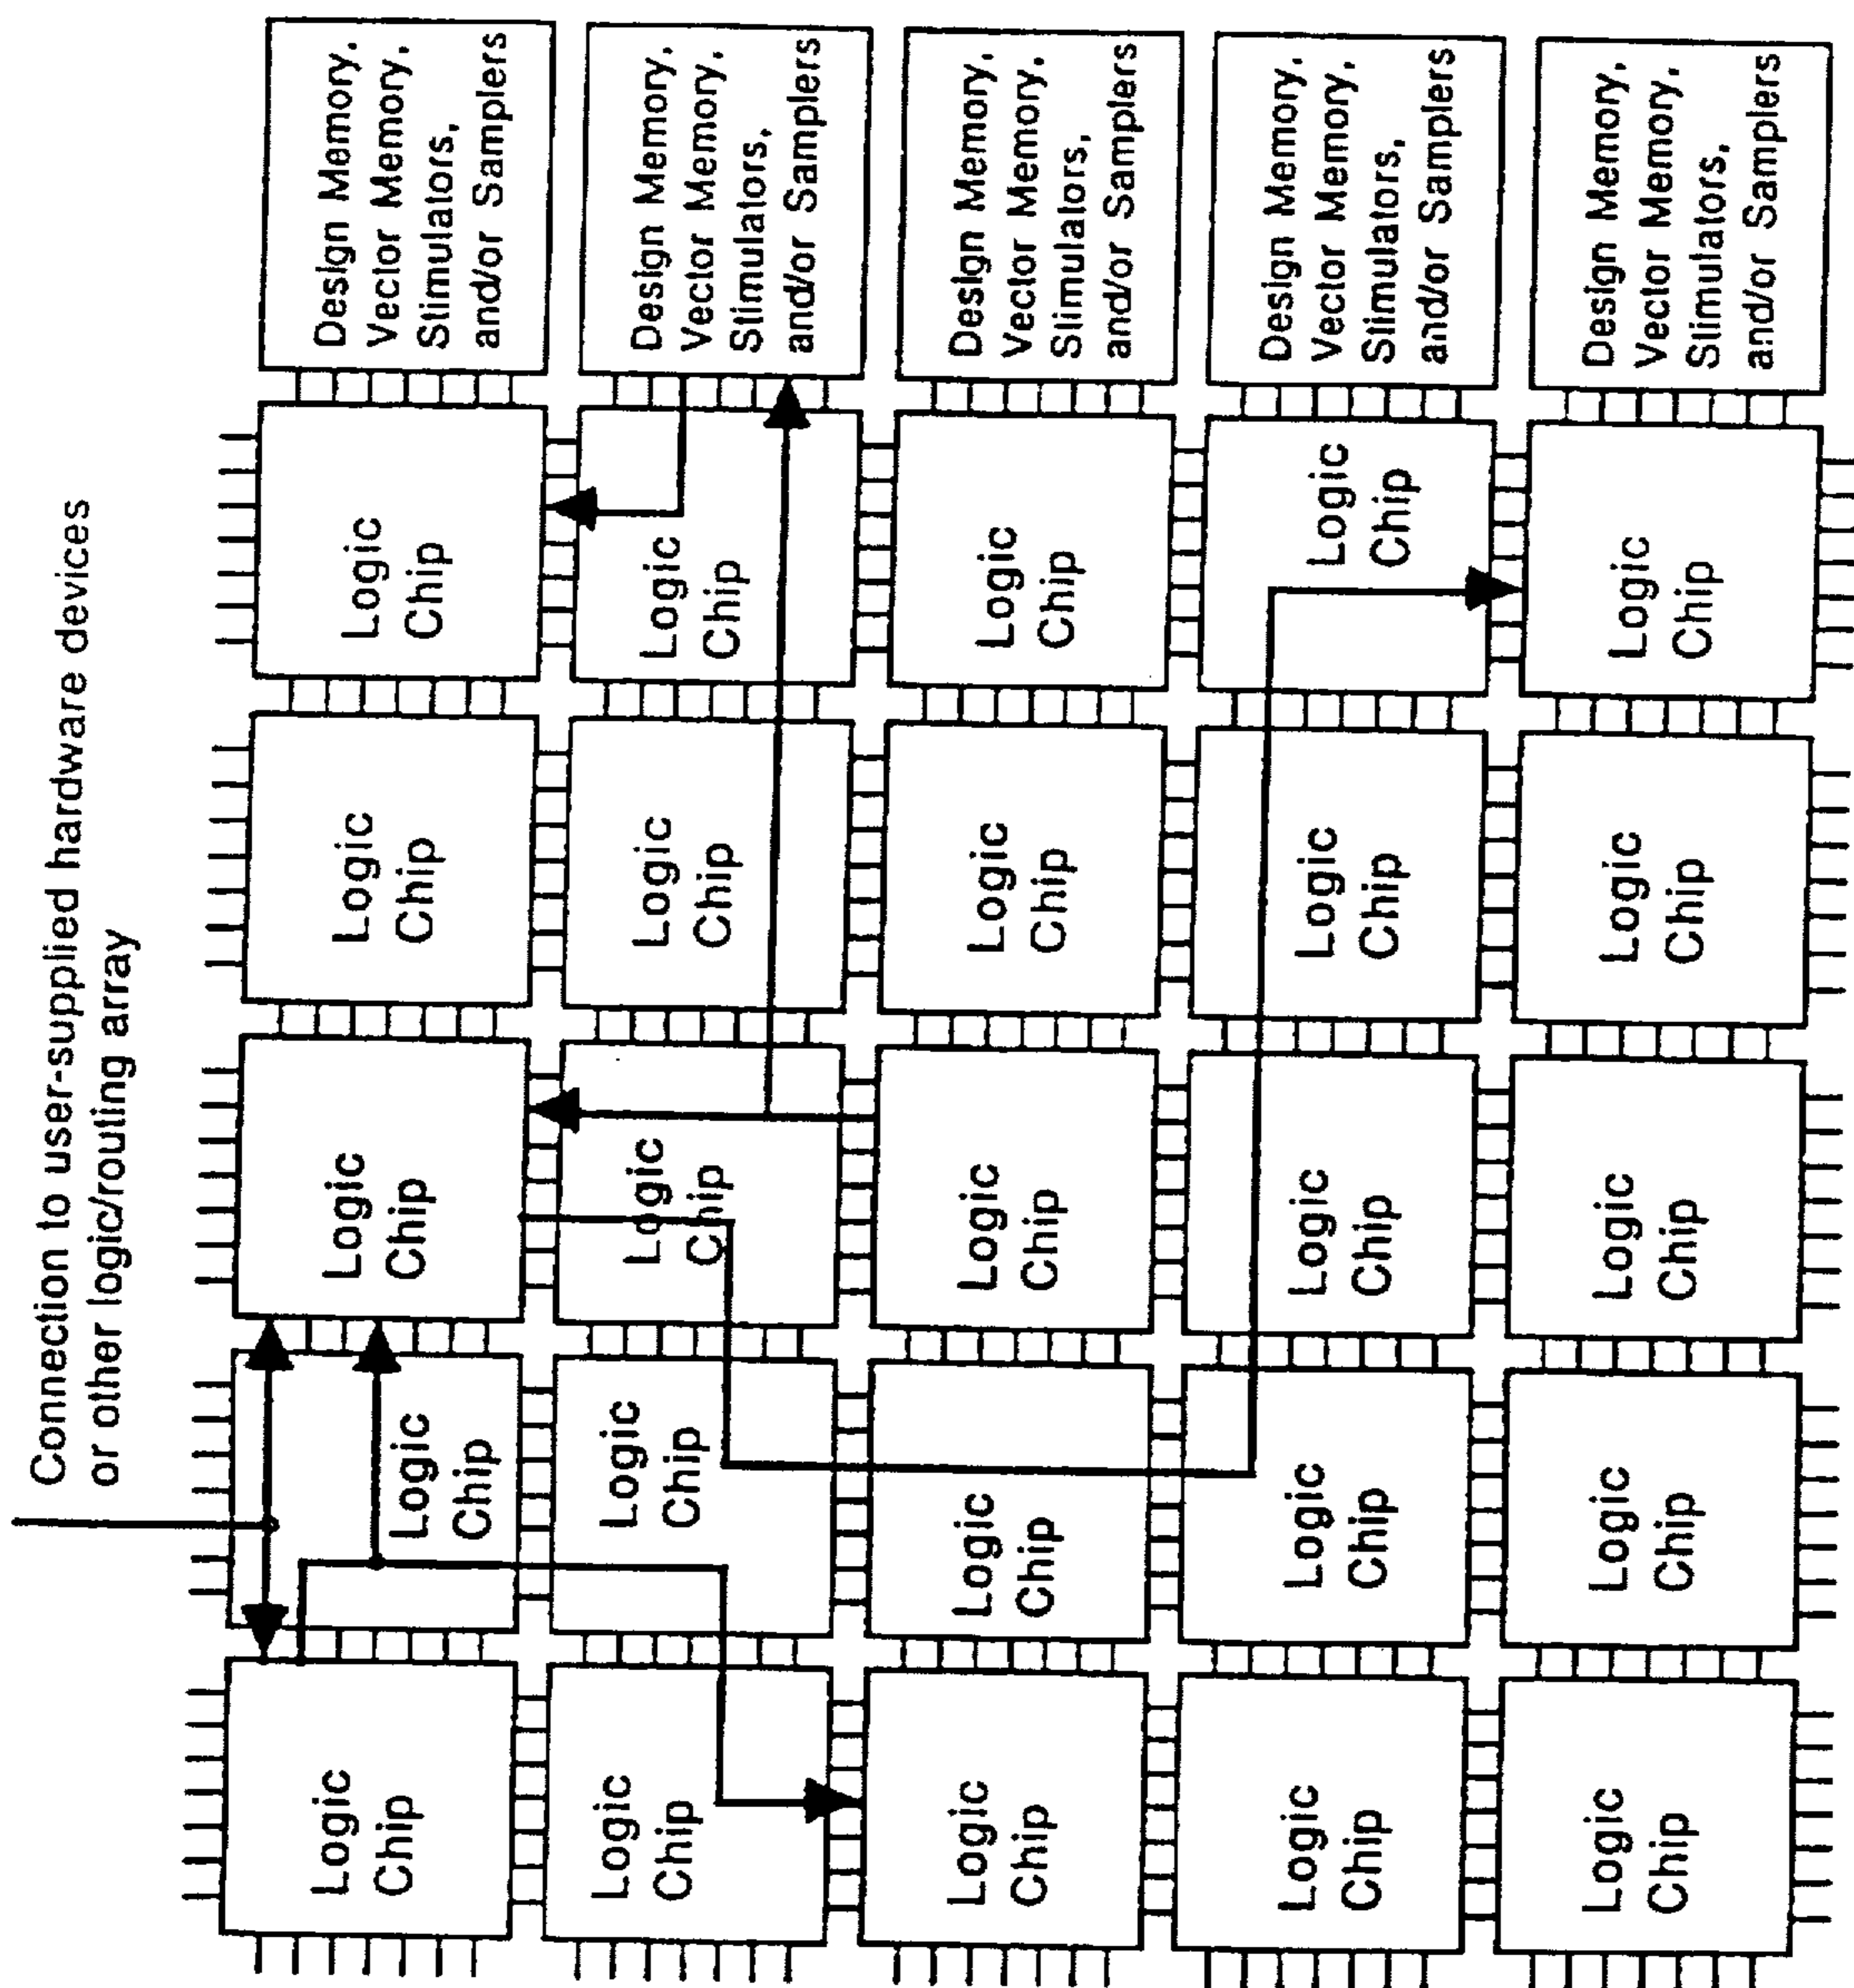 Connection to user-supplied hardware devices
or other logic/routing array
Logic
Chip
Logic
Chip
Logic
Chip
Logic
Chip
Logic
Chip
Design Memory,
Vector Memory,
Stimulators,
and/or Samplers
Logic
Chip
Logic
Chip
Logic
Chip
Logic
Chip
Logic
Chip
Design Memory,
Vector Memory,
Stimulators,
and/or Samplers
Logic
Chip
Logic
Chip
Logic
Chip
Logic
Chip
Logic
Chip
Design Memory,
Vector Memory,
Stimulators,
and/or Samplers
Logic
Chip
Logic
Chip
Logic
Chip
Logic
Chip
Logic
Chip
Design Memory,
Vector Memory,
Stimulators,
and/or Samplers
Logic
Chip
Logic
Chip
Logic
Chip
Logic
Chip
Logic
Chip
Design Memory,
Vector Memory,
Stimulators,
and/or Samplers